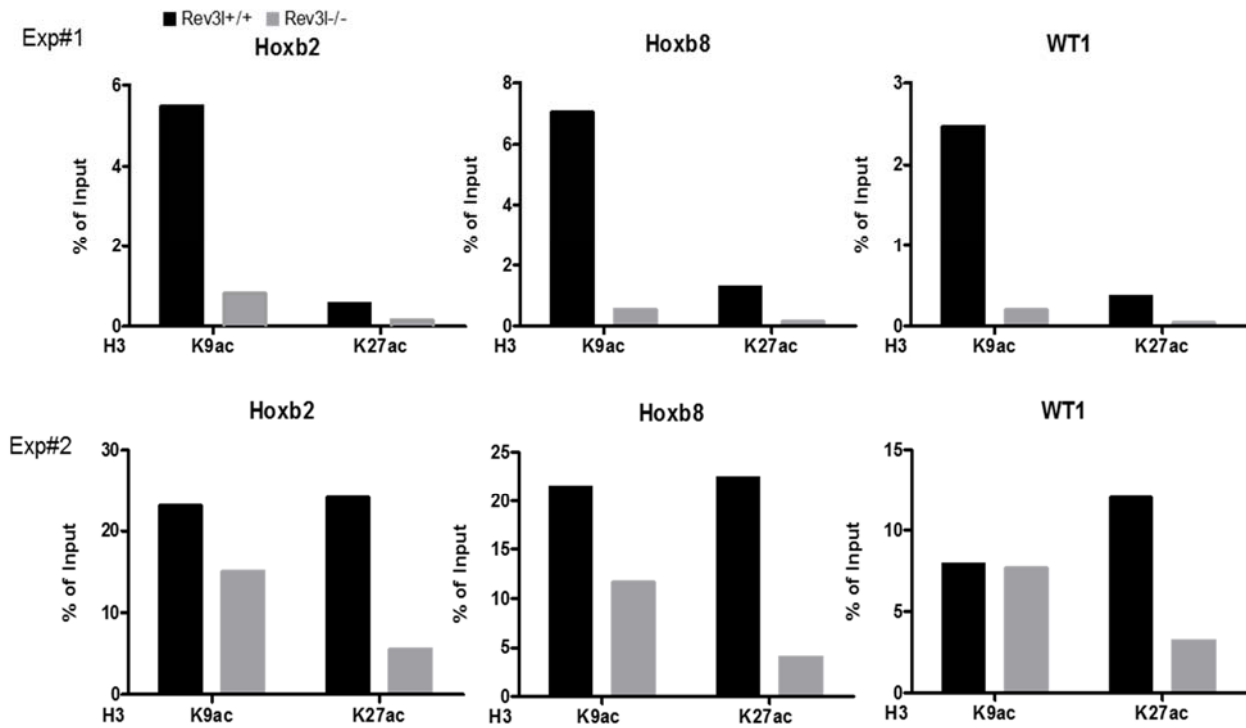 Rev3l+/+ Rev3l-/-
Exp#1
Hoxb2 Hoxb8 WT1
% of Input
6
4
2
0
% of Input
8
6
4
2
0
% of Input
3
2
1
0
H3 K9ac K27ac H3 K9ac K27ac H3 K9ac K27ac
Exp#2
Hoxb2 Hoxb8 WT1
% of Input
30
20
10
0
% of Input
25
20
15
10
5
0
% of Input
15
10
5
0
H3 K9ac K27ac H3 K9ac K27ac H3 K9ac K27ac